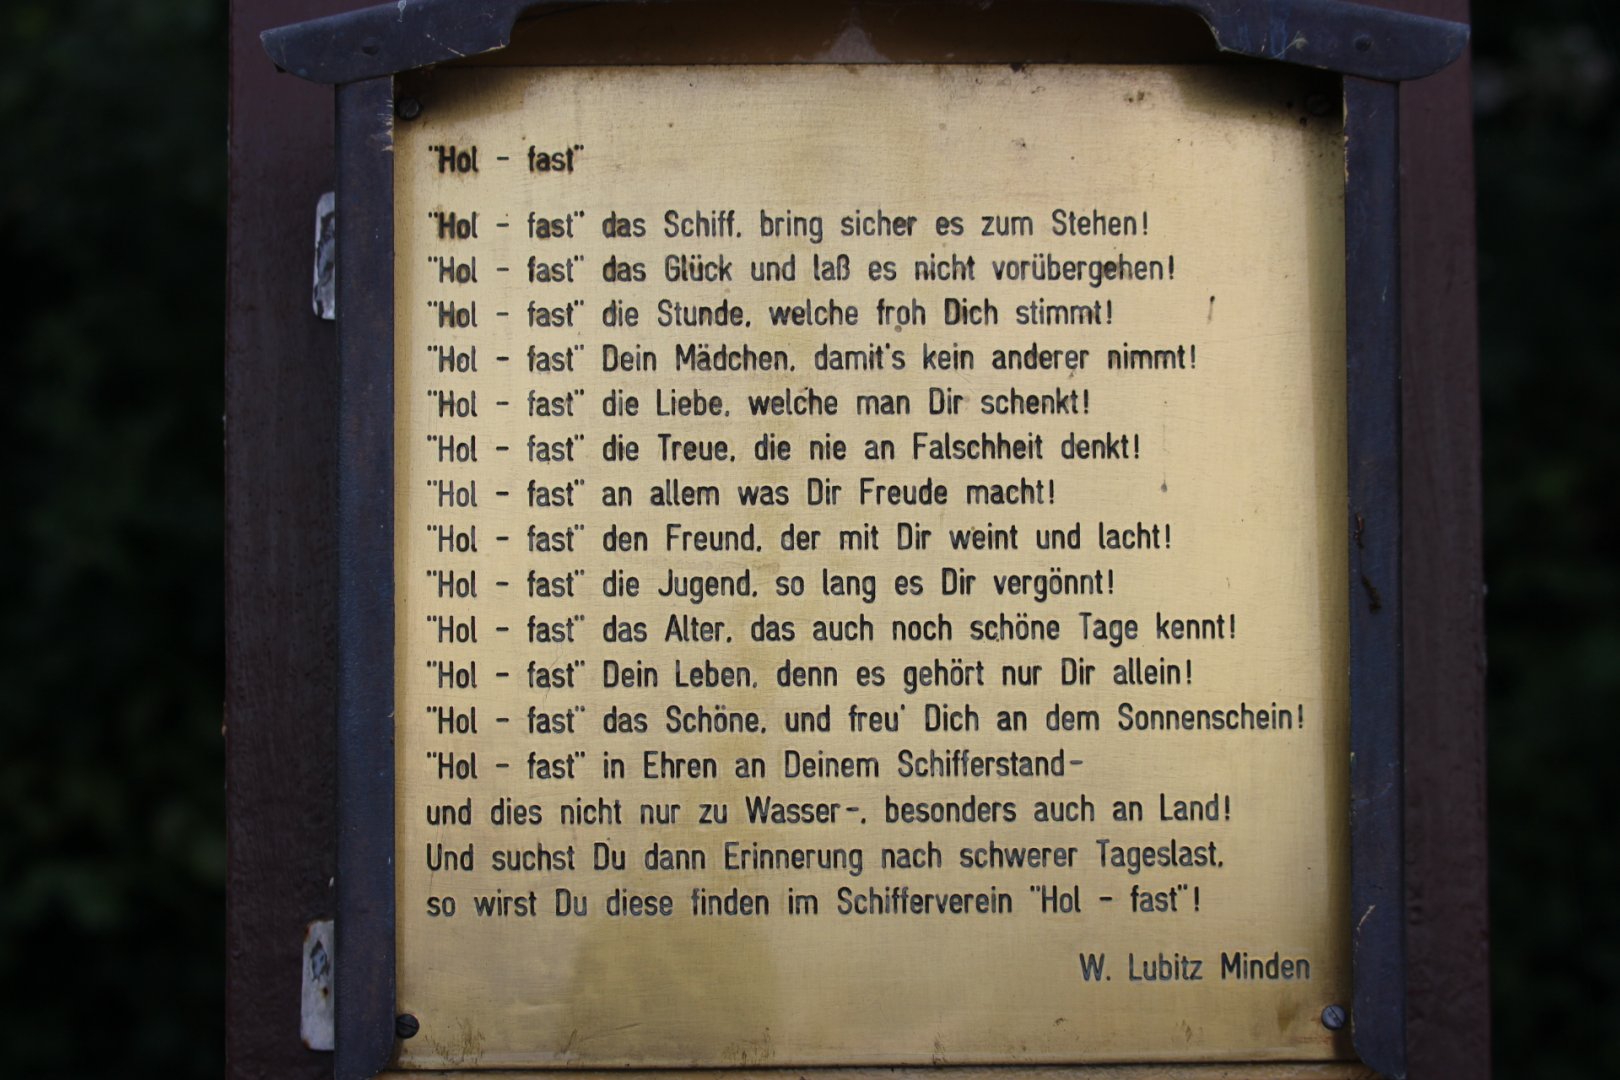 "Hol - fast"
"Hol - fast" das Schiff, bring sicher es zum Stehen!
"Hol - fast" das Glück und laß es nicht vorübergehen!
"Hol - fast" die Stunde, welche froh Dich stimmt!
"Hol - fast" Dein Mädchen, damit's kein anderer nimmt!
"Hol - fast" die Liebe, welche man Dir schenkt!
"Hol - fast" die Treue, die nie an Falschheit denkt!
"Hol - fast" an allem was Dir Freude macht!
"Hol - fast" den Freund, der mit Dir weint und lacht!
"Hol - fast" die Jugend, so lang es Dir vergönnt!
"Hol - fast" das Alter, das auch noch schöne Tage kennt!
"Hol - fast" Dein Leben, denn es gehört nur Dir allein!
"Hol - fast" das Schöne, und freu' Dich an dem Sonnenschein!
"Hol - fast" in Ehren an Deinem Schifferstand-
und dies nicht nur zu Wasser-, besonders auch an Land!
Und suchst Du dann Erinnerung nach schwerer Tageslast,
so wirst Du diese finden im Schifferverein "Hol - fast"!
W. Lubitz Minden